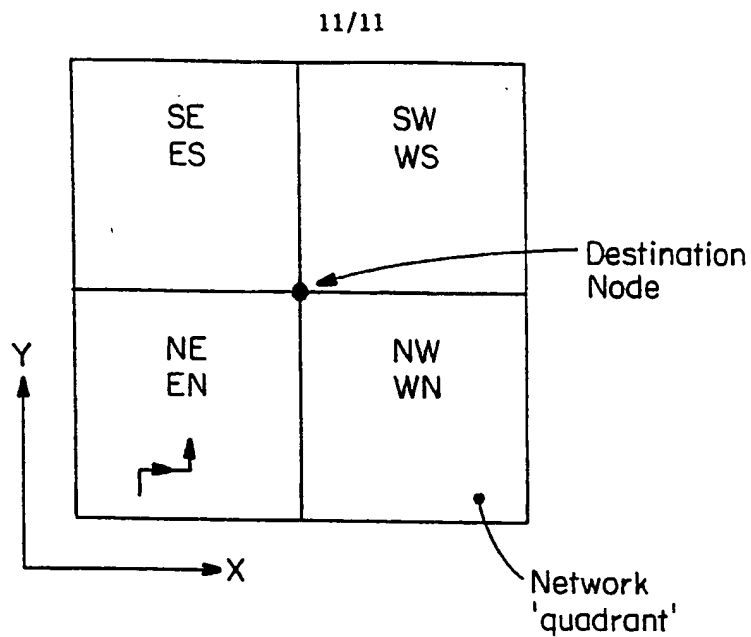 11/11
SE
ES
SW
WS
Destination
Node
NE
EN
NW
WN
Y
X
Network
'quadrant'